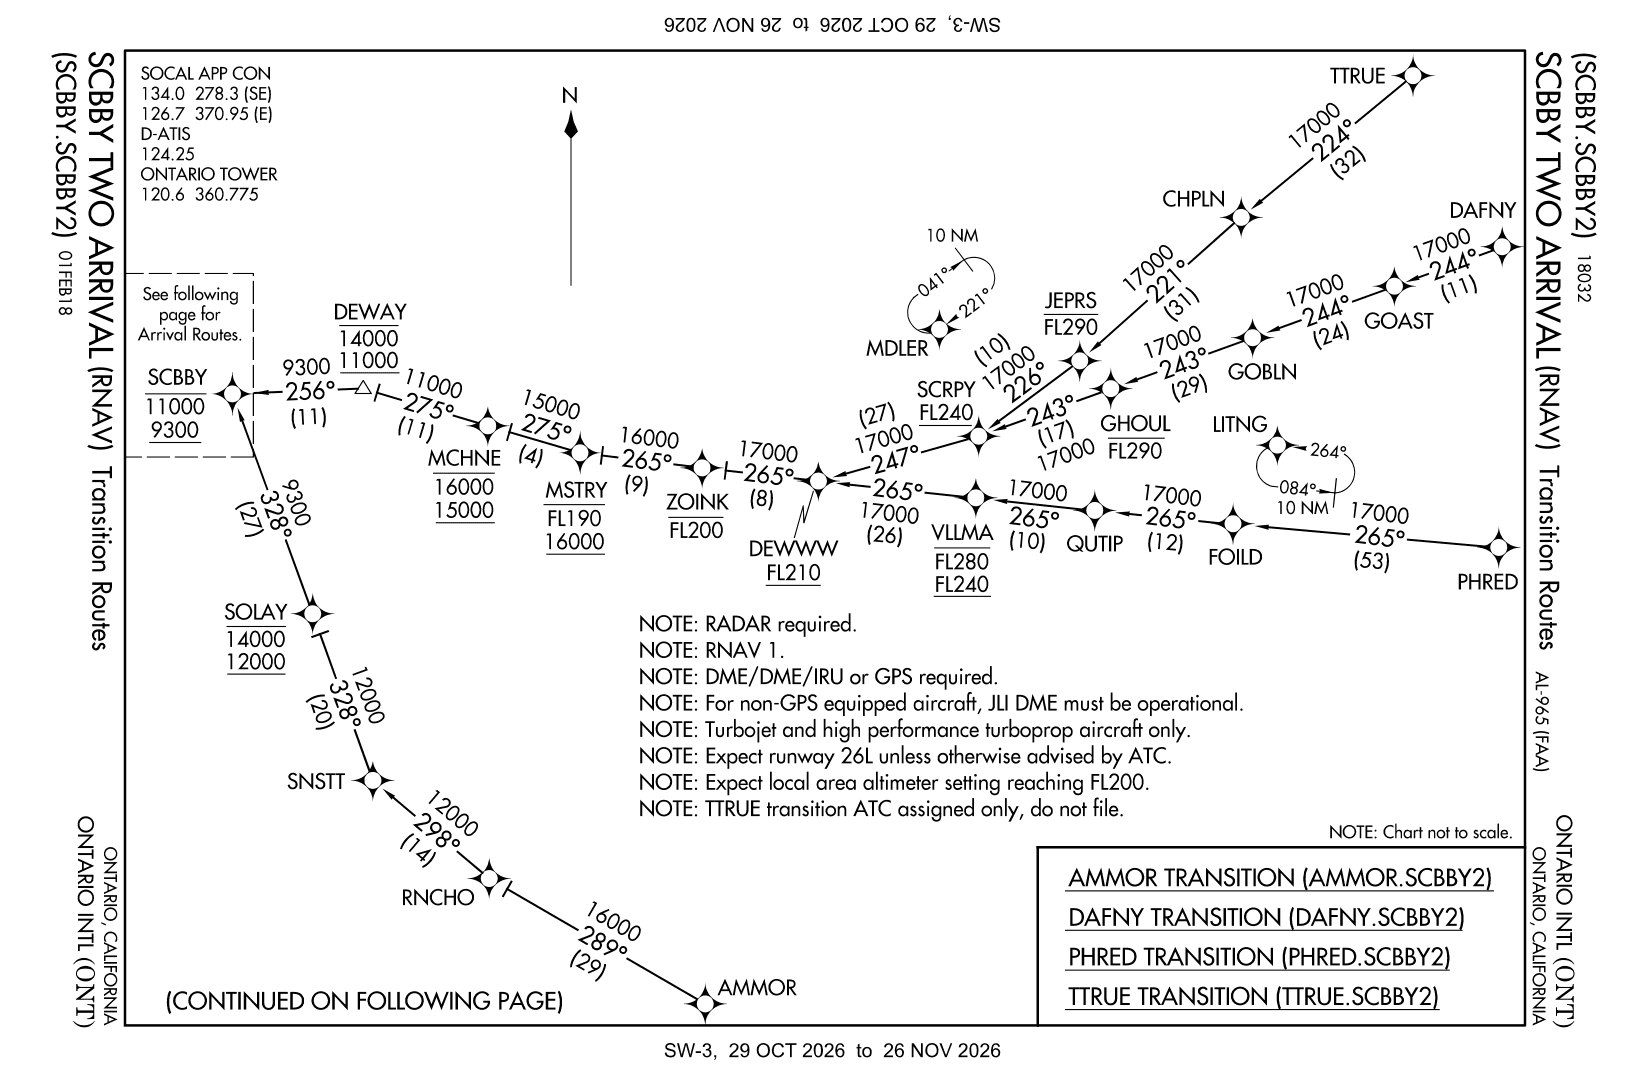 SW-3, 29 OCT 2026 to 26 NOV 2026
(SCBBY.SCBBY2) 01FEB18
SCBBY TWO ARRIVAL (RNAV) Transition Routes
ONTARIO INTL (ONT)
ONTARIO, CALIFORNIA
(SCBBY.SCBBY2) 18032
SCBBY TWO ARRIVAL (RNAV) Transition Routes
AL-965 (FAA)
ONTARIO INTL (ONT)
ONTARIO, CALIFORNIA
SOCAL APP CON
134.0 278.3 (SE)
126.7 370.95 (E)
D-ATIS
124.25
ONTARIO TOWER
120.6 360.775
N
See following
page for
Arrival Routes.
TTRUE
17000
224°
(32)
CHPLN
17000
221°
(31)
JEPRS
FL290
(10)
17000
226°
DAFNY
17000
244°
(11)
GOAST
17000
244°
(24)
GOBLN
17000
243°
(29)
GHOUL
FL290
243°
(17)
17000
SCRPY
FL240
(27)
17000
247°
10 NM
041°
221°
MDLER
LITNG
264°
084°
10 NM
PHRED
17000
265°
(53)
FOILD
17000
265°
(12)
QUTIP
17000
265°
(10)
VLLMA
FL280
FL240
265°
17000
(26)
DEWWW
FL210
17000
265°
(8)
ZOINK
FL200
16000
265°
(9)
MSTRY
FL190
16000
15000
275°
(4)
MCHNE
16000
15000
11000
275°
(11)
DEWAY
14000
11000
9300
256°
(11)
SCBBY
11000
9300
9300
328°
(27)
SOLAY
14000
12000
12000
328°
(20)
SNSTT
12000
298°
(14)
RNCHO
16000
289°
(29)
AMMOR
NOTE: RADAR required.
NOTE: RNAV 1.
NOTE: DME/DME/IRU or GPS required.
NOTE: For non-GPS equipped aircraft, JLI DME must be operational.
NOTE: Turbojet and high performance turboprop aircraft only.
NOTE: Expect runway 26L unless otherwise advised by ATC.
NOTE: Expect local area altimeter setting reaching FL200.
NOTE: TTRUE transition ATC assigned only, do not file.
NOTE: Chart not to scale.
AMMOR TRANSITION (AMMOR.SCBBY2)
DAFNY TRANSITION (DAFNY.SCBBY2)
PHRED TRANSITION (PHRED.SCBBY2)
TTRUE TRANSITION (TTRUE.SCBBY2)
(CONTINUED ON FOLLOWING PAGE)
SW-3, 29 OCT 2026 to 26 NOV 2026